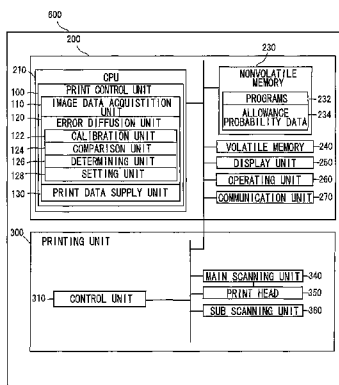 600
200
210
CPU
100
PRINT CONTROL UNIT
110
IMAGE DATA ACQUISTITION
UNIT
120
ERROR DIFFUSION UNIT
122
CALIBRATION UNIT
124
COMPARISON UNIT
126
DETERMINING UNIT
128
SETTING UNIT
130
PRINT DATA SUPPLY UNIT
230
NONVOLATILE
MEMORY
PROGRAMS
232
ALLOWANCE
PROBABILITY DATA
234
VOLATILE MEMORY
240
DISPLAY UNIT
250
OPERATING UNIT
260
COMMUNICATION UNIT
270
300
PRINTING UNIT
310
CONTROL UNIT
MAIN SCANNING UNIT
340
PRINT HEAD
350
SUB SCANNING UNIT
360